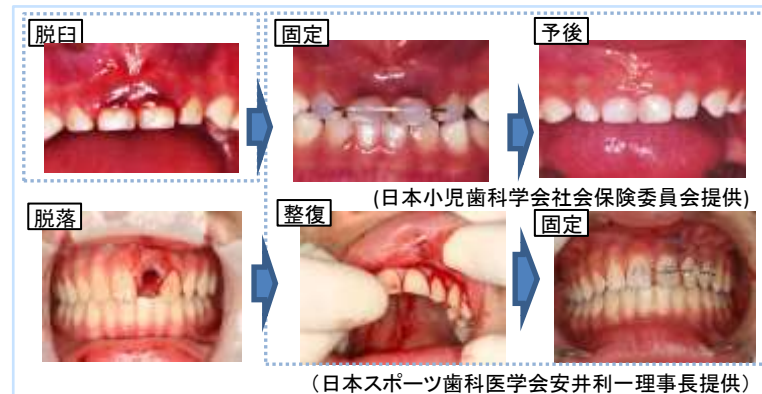 脱臼
固定
予後
(日本小児歯科学会社会保険委員会提供)
脱落
整復
固定
（日本スポーツ歯科医学会安井利一理事長提供）